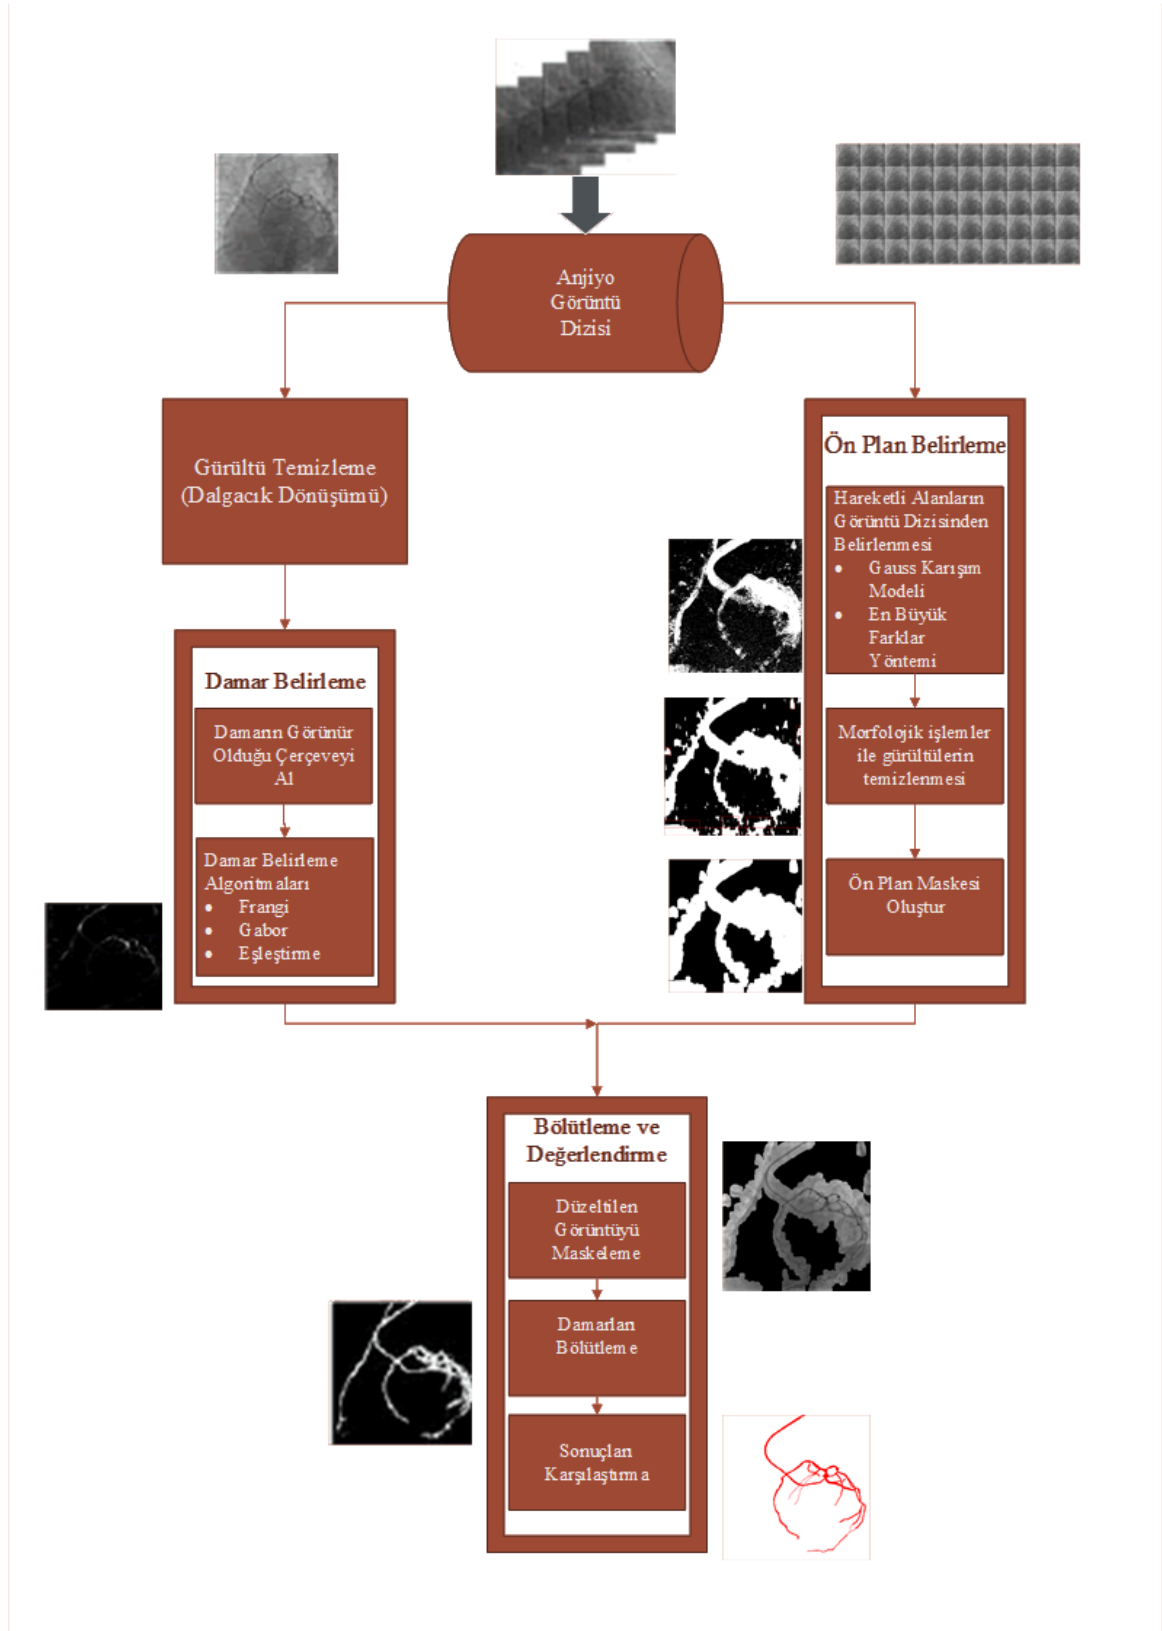 Anjiyo
Görüntü
Dizisi
Gürültü Temizleme
(Dalgacık Dönüşümü)
Damar Belirleme
Damarın Görünür
Olduğu Çerçeveyi
Al
Damar Belirleme
Algoritmaları
● Frangi
● Gabor
● Eşleştirme
Ön Plan Belirleme
Hareketli Alanların
Görüntü Dizisinden
Belirlenmesi
● Gauss Karışım
Modeli
● En Büyük
Farklar
Yöntemi
Morfolojik işlemler
ile gürültülerin
temizlenmesi
Ön Plan Maskesi
Oluştur
Bölütleme ve
Değerlendirme
Düzeltilen
Görüntüyü
Maskeleme
Damarları
Bölütleme
Sonuçları
Karşılaştırma